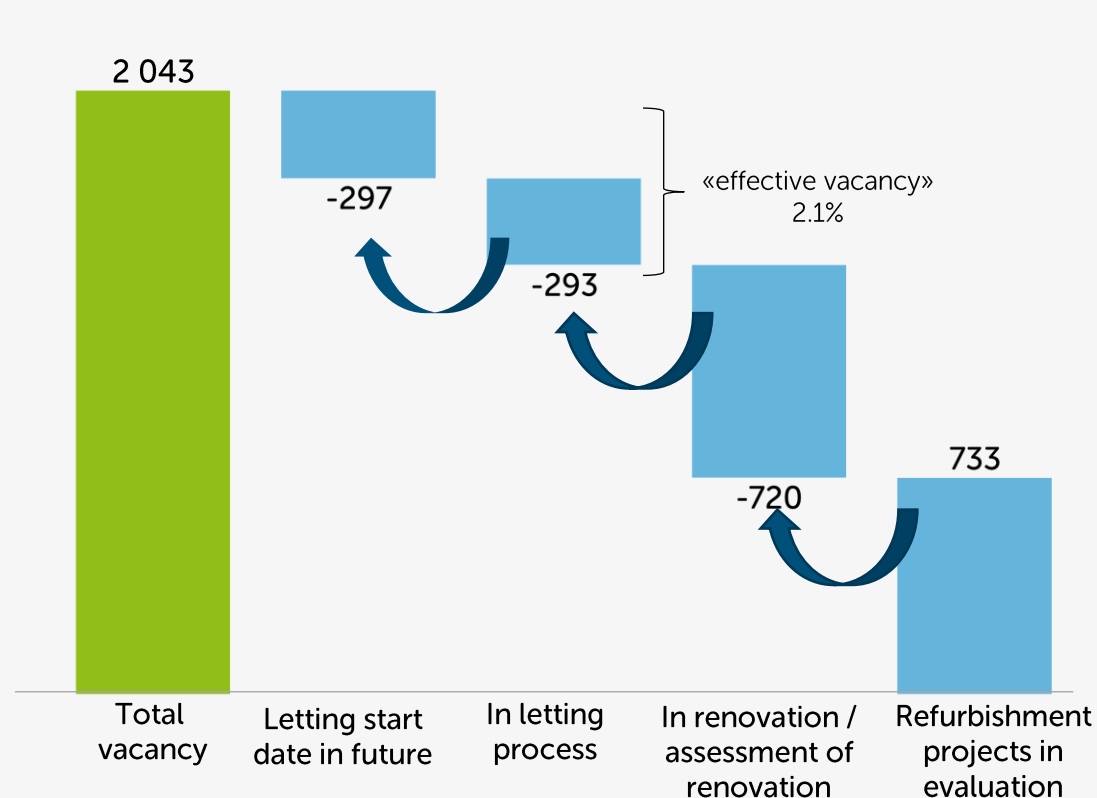 2 043
-297
-293
«effective vacancy»
2.1%
-720
733
Total
vacancy
Letting start
date in future
In letting
process
In renovation /
assessment of
renovation
Refurbishment
projects in
evaluation